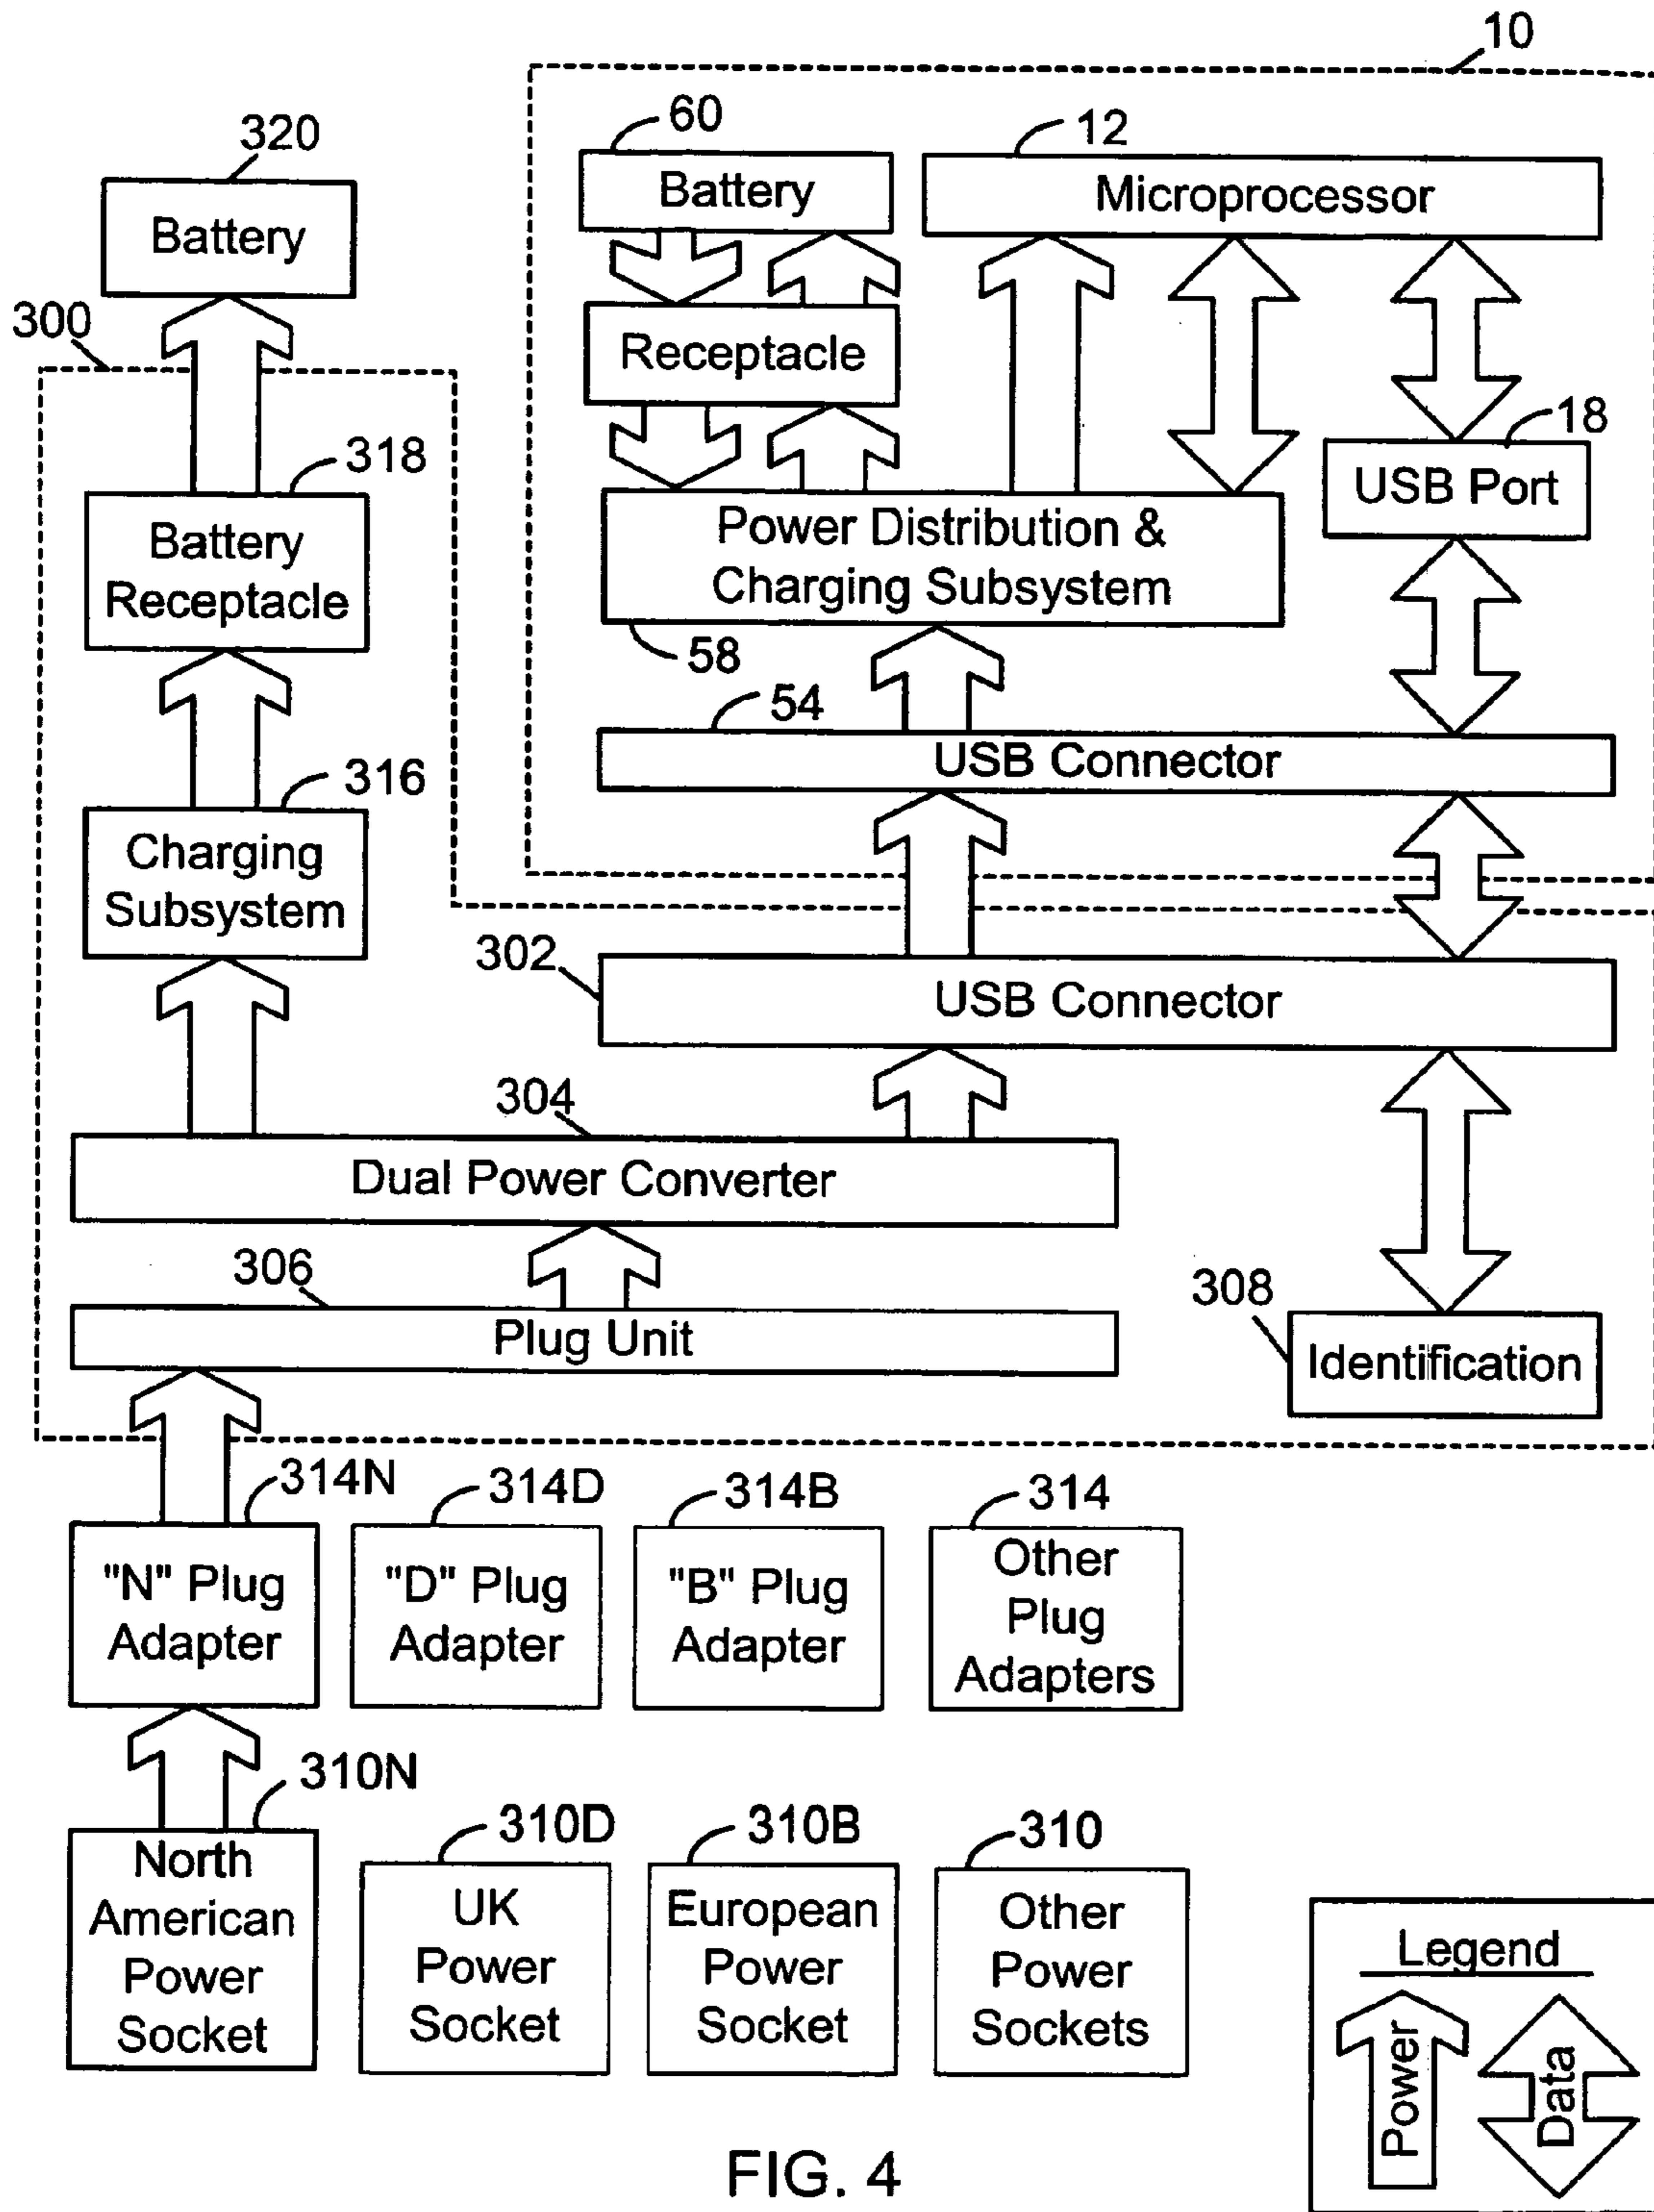 10
60
12
320
Battery
Microprocessor
Battery
300
Receptacle
18
318
USB Port
Power Distribution &
Charging Subsystem
Battery
Receptacle
58
54
316
USB Connector
Charging
Subsystem
302
USB Connector
304
Dual Power Converter
306
308
Plug Unit
Identification
314N
314D
314B
314
"N" Plug
Adapter
"D" Plug
Adapter
"B" Plug
Adapter
Other
Plug
Adapters
310N
310D
310B
310
North
American
Power
Socket
UK
Power
Socket
European
Power
Socket
Other
Power
Sockets
Legend
Power
Data
FIG. 4